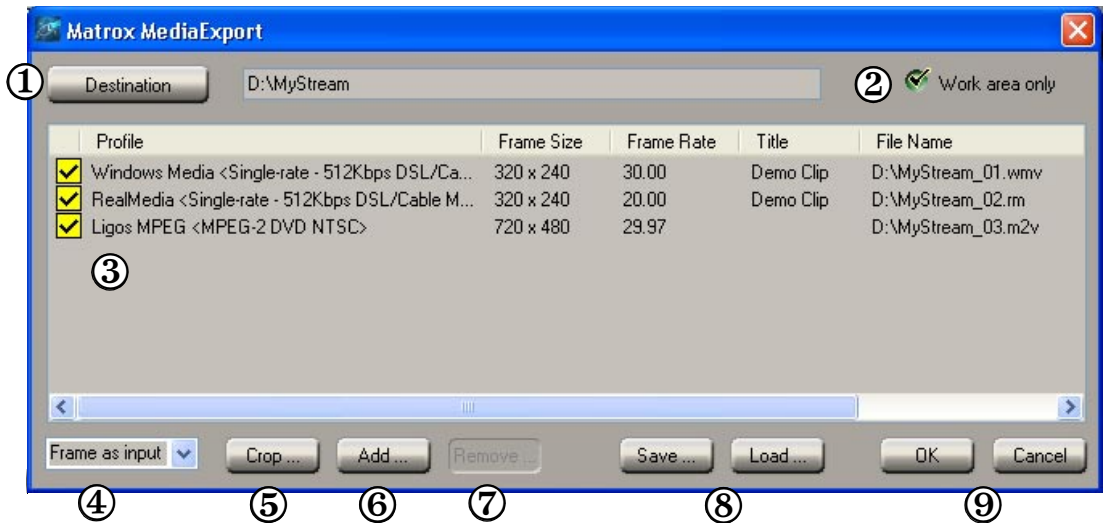 Matrox MediaExport
① Destination D:\MyStream ② Work area only
Profile Frame Size Frame Rate Title File Name
Windows Media <Single-rate - 512Kbps DSL/Ca... 320 x 240 30.00 Demo Clip D:\MyStream_01.wmv
RealMedia <Single-rate - 512Kbps DSL/Cable M... 320 x 240 20.00 Demo Clip D:\MyStream_02.rm
Ligos MPEG <MPEG-2 DVD NTSC> 720 x 480 29.97 D:\MyStream_03.m2v
③
Frame as input Crop ... Add ... Remove ... Save ... Load ... OK Cancel
④ ⑤ ⑥ ⑦ ⑧ ⑨